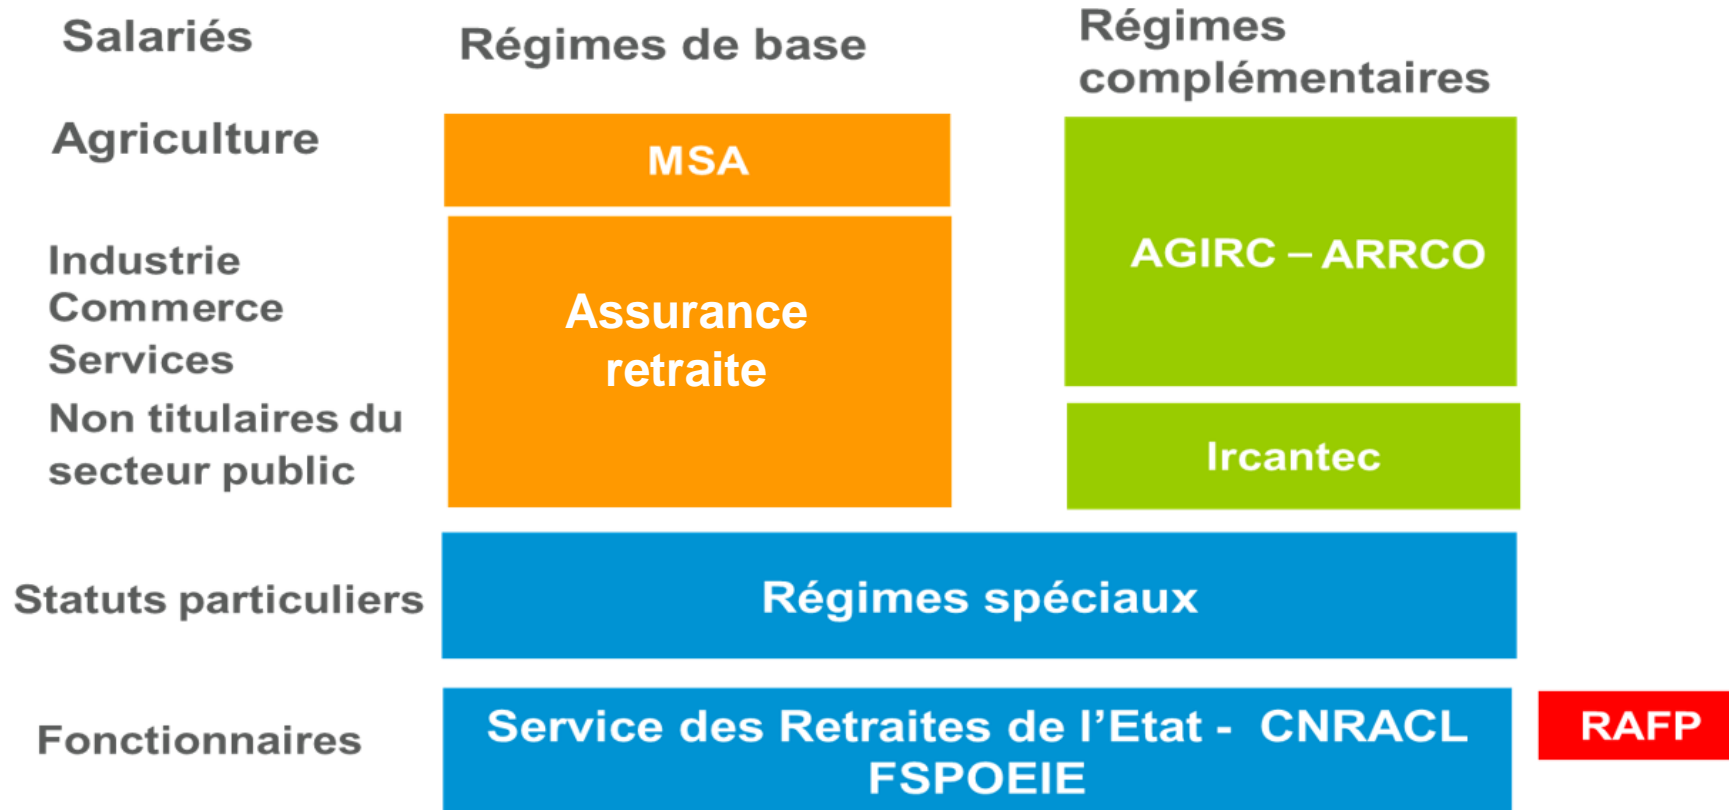 Salariés
Régimes de base
Régimes
complémentaires
Agriculture
MSA
AGIRC – ARRCO
Industrie
Commerce
Services
Assurance
retraite
Non titulaires du
secteur public
Ircantec
Statuts particuliers
Régimes spéciaux
Fonctionnaires
Service des Retraites de l’Etat - CNRACL
FSPOEIE
RAFP